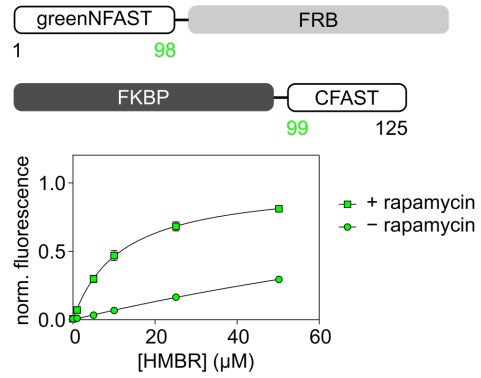 greenNFAST FRB
1 98
FKBP CFAST
99 125
norm. fluorescence
1.0
0.5
0.0
0 20 40 60
[HMBR] (μM)
+ rapamycin
− rapamycin